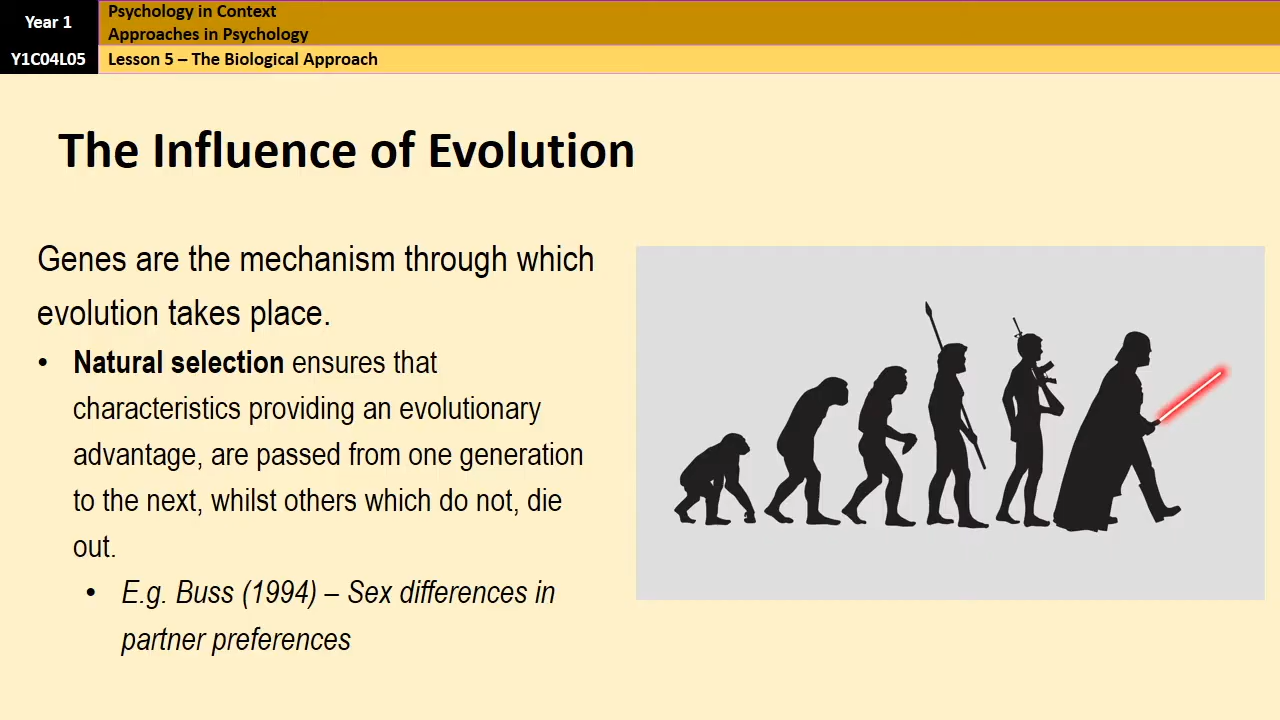 Year 1
Psychology in Context
Approaches in Psychology
Y1C04L05
Lesson 5 – The Biological Approach
The Influence of Evolution
Genes are the mechanism through which
evolution takes place.
• Natural selection ensures that
characteristics providing an evolutionary
advantage, are passed from one generation
to the next, whilst others which do not, die
out.
• E.g. Buss (1994) – Sex differences in
partner preferences